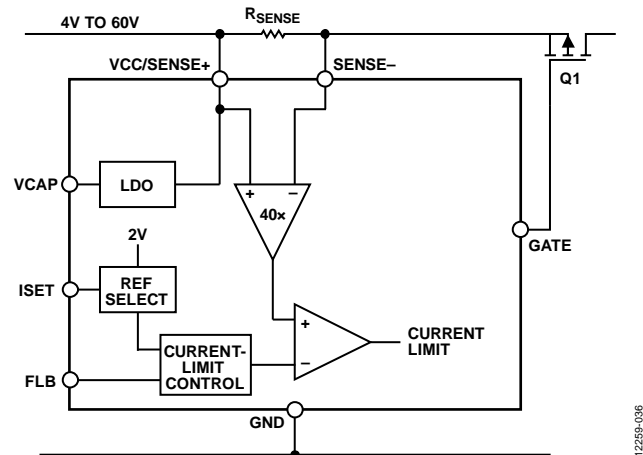 4V TO 60V
RSENSE
VCC/SENSE+
SENSE–
Q1
VCAP
LDO
+
–
40×
2V
GATE
ISET
REF
SELECT
+
–
CURRENT
LIMIT
CURRENT-
LIMIT
CONTROL
FLB
GND
12259-036